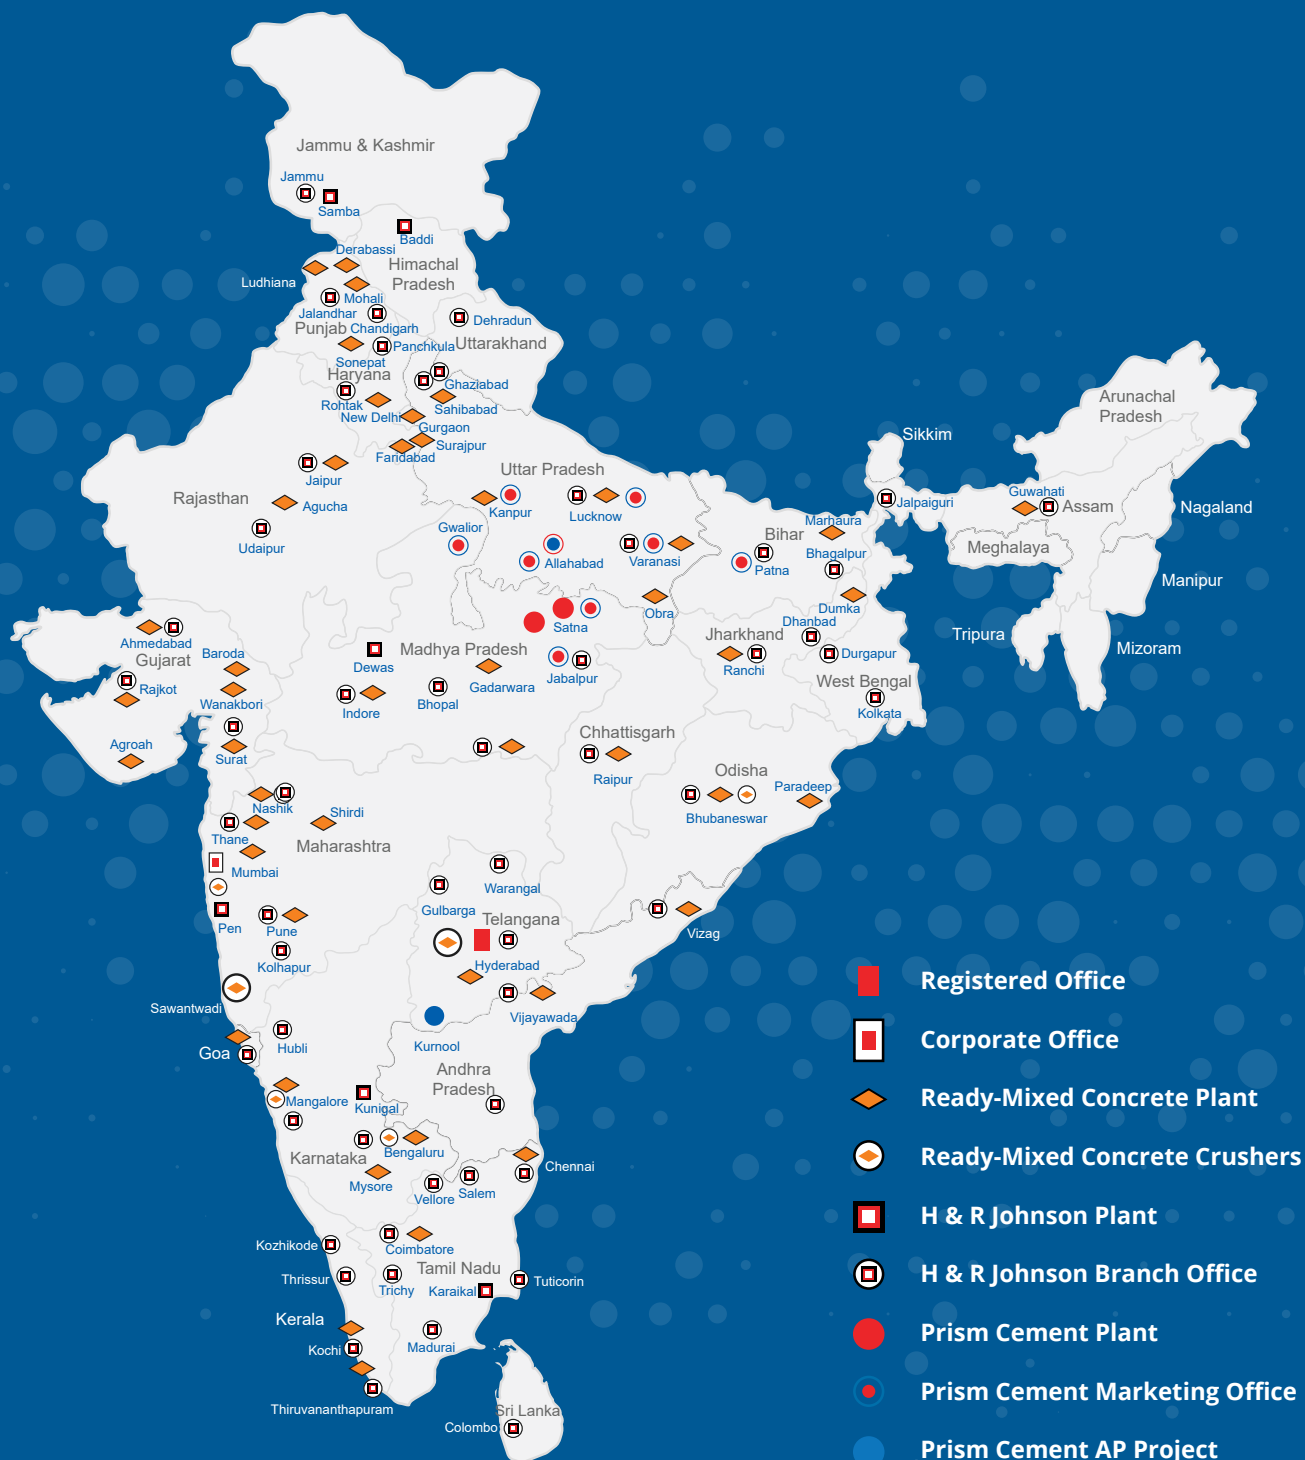 Jammu & Kashmir
Jammu
Samba
Baddi
Derabassi
Himachal
Pradesh
Ludhiana
Mohali
Jalandhar
Punjab
Chandigarh
Dehradun
Panchkula
Uttarakhand
Sonepat
Haryana
Ghaziabad
Rohtak
Sahibabad
New Delhi
Gurgaon
Surajpur
Faridabad
Arunachal
Pradesh
Sikkim
Jaipur
Uttar Pradesh
Rajasthan
Agucha
Kanpur
Lucknow
Jalpaiguri
Guwahati
Assam
Nagaland
Udaipur
Gwalior
Marhaura
Bihar
Bhagalpur
Meghalaya
Allahabad
Varanasi
Patna
Manipur
Obra
Dumka
Satna
Dhanbad
Ahmedabad
Jharkhand
Tripura
Gujarat
Baroda
Dewas
Madhya Pradesh
Durgapur
Mizoram
Rajkot
Gadarwara
Jabalpur
Ranchi
West Bengal
Wanakbori
Indore
Bhopal
Kolkata
Agroah
Surat
Chhattisgarh
Raipur
Odisha
Paradeep
Nashik
Shirdi
Bhubaneswar
Thane
Maharashtra
Mumbai
Warangal
Gulbarga
Telangana
Pen
Pune
Vizag
Kolhapur
Hyderabad
Registered Office
Sawantwadi
Vijayawada
Corporate Office
Goa
Hubli
Kurnool
Andhra
Pradesh
Ready-Mixed Concrete Plant
Mangalore
Kunigal
Ready-Mixed Concrete Crushers
Karnataka
Bengaluru
Chennai
Mysore
Vellore
Salem
H & R Johnson Plant
Kozhikode
Coimbatore
Thrissur
Tamil Nadu
Trichy
Karaikal
Tuticorin
H & R Johnson Branch Office
Kerala
Kochi
Madurai
Prism Cement Plant
Thiruvananthapuram
Sri Lanka
Colombo
Prism Cement Marketing Office
Prism Cement AP Project